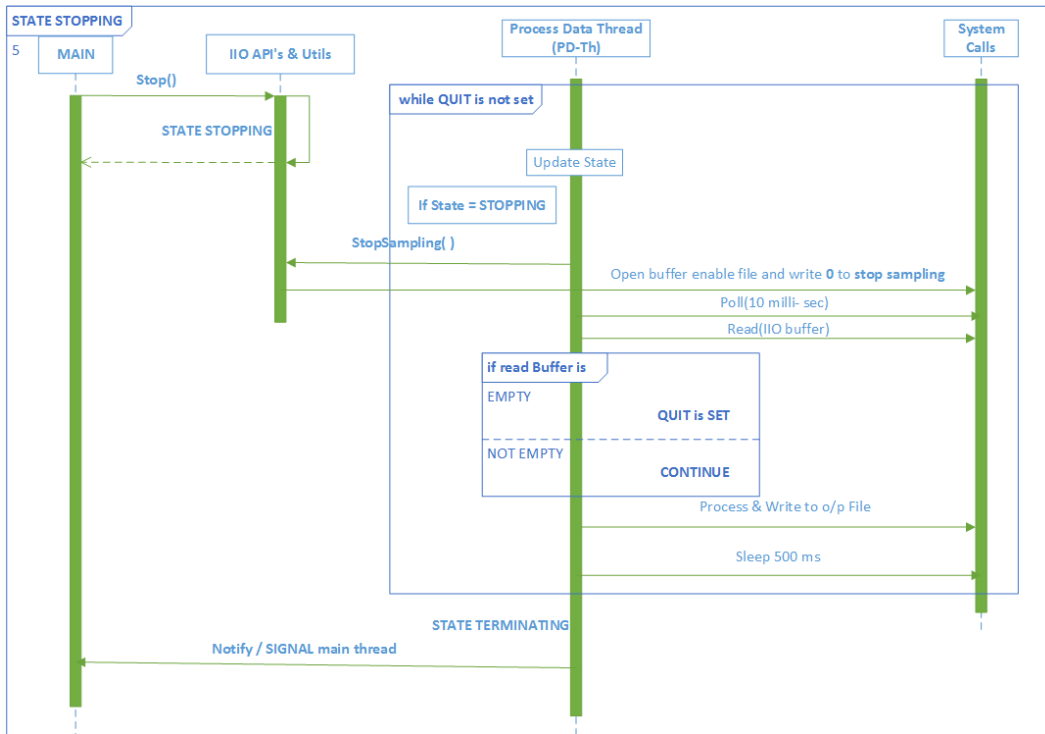 STATE STOPPING
5
MAIN
IIO API's & Utils
Process Data Thread
(PD-Th)
System
Calls
Stop()
while QUIT is not set
STATE STOPPING
Update State
If State = STOPPING
StopSampling( )
Open buffer enable file and write 0 to stop sampling
Poll(10 milli- sec)
Read(IIO buffer)
if read Buffer is
EMPTY
QUIT is SET
NOT EMPTY
CONTINUE
Process & Write to o/p File
Sleep 500 ms
STATE TERMINATING
Notify / SIGNAL main thread